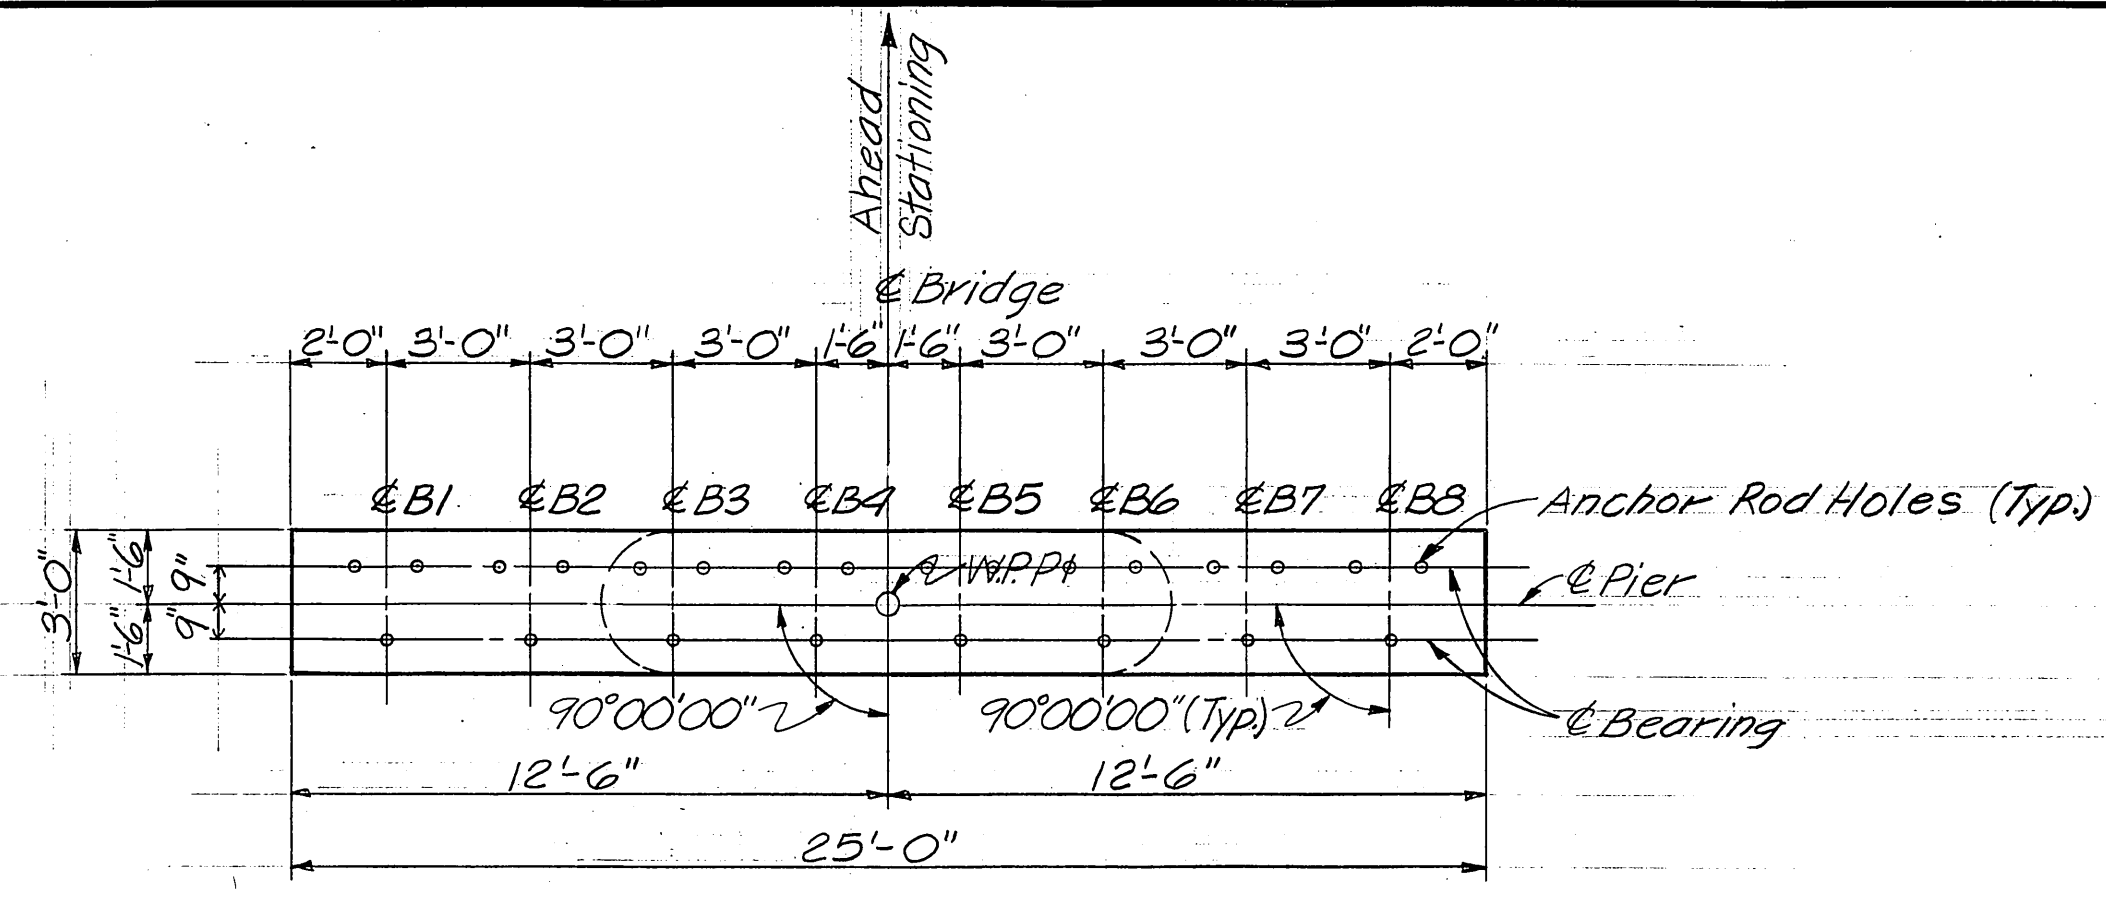 Ahead
Stationing
℄ Bridge
2'-0" 3'-0" 3'-0" 3'-0" 1'-6" 1'-6" 3'-0" 3'-0" 3'-0" 2'-0"
℄ B1 ℄ B2 ℄ B3 ℄ B4 ℄ B5 ℄ B6 ℄ B7 ℄ B8
Anchor Rod Holes (Typ.)
3'-0"
1'-6"
1'-6"
9"
9"
W.P. P1
℄ Pier
90°00'00"
90°00'00" (Typ.)
℄ Bearing
12'-6" 12'-6"
25'-0"